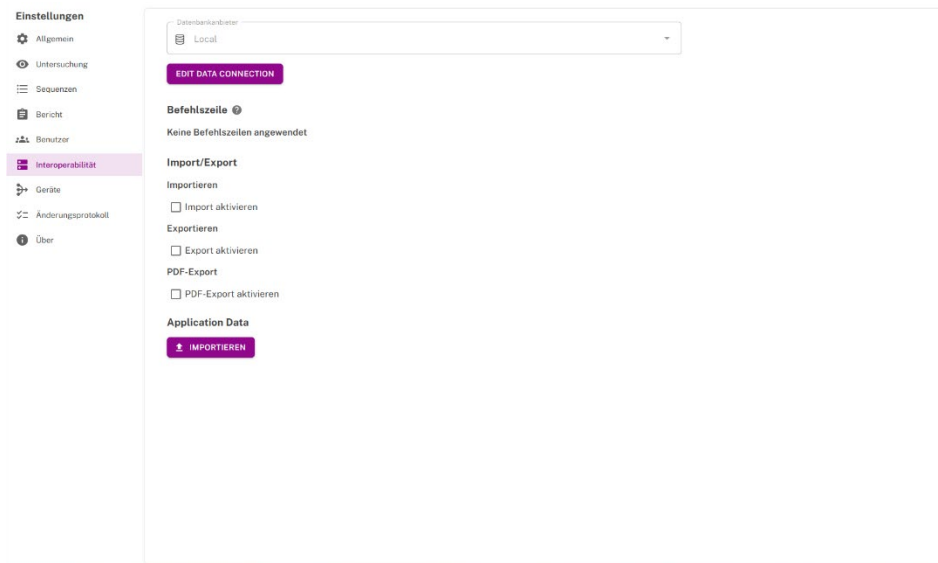 Einstellungen
Allgemein
Untersuchung
Sequenzen
Bericht
Benutzer
Interoperabilität
Geräte
Änderungsprotokoll
Über
Datenbankanbieter
Local
EDIT DATA CONNECTION
Befehlszeile
Keine Befehlszeilen angewendet
Import/Export
Importieren
Import aktivieren
Exportieren
Export aktivieren
PDF-Export
PDF-Export aktivieren
Application Data
IMPORTIEREN